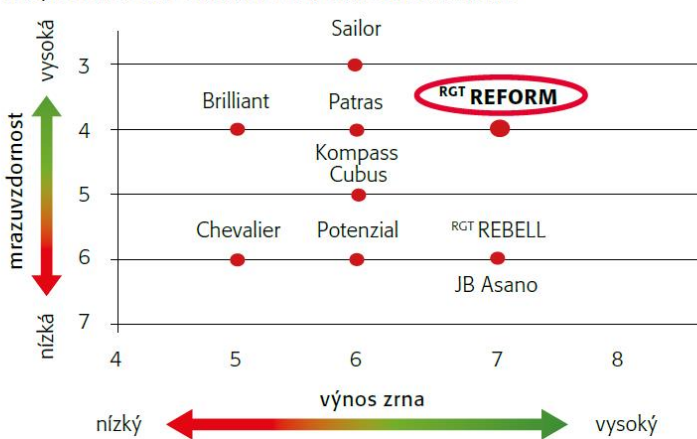 Sailor
vysoká
3
Brilliant
Patras
RGT REFORM
mrazuvzdornost
4
Kompass
Cubus
5
Chevalier
Potenzial
RGT REBELL
6
JB Asano
nízká
7
4 5 6 7 8
výnos zrna
nízký
vysoký